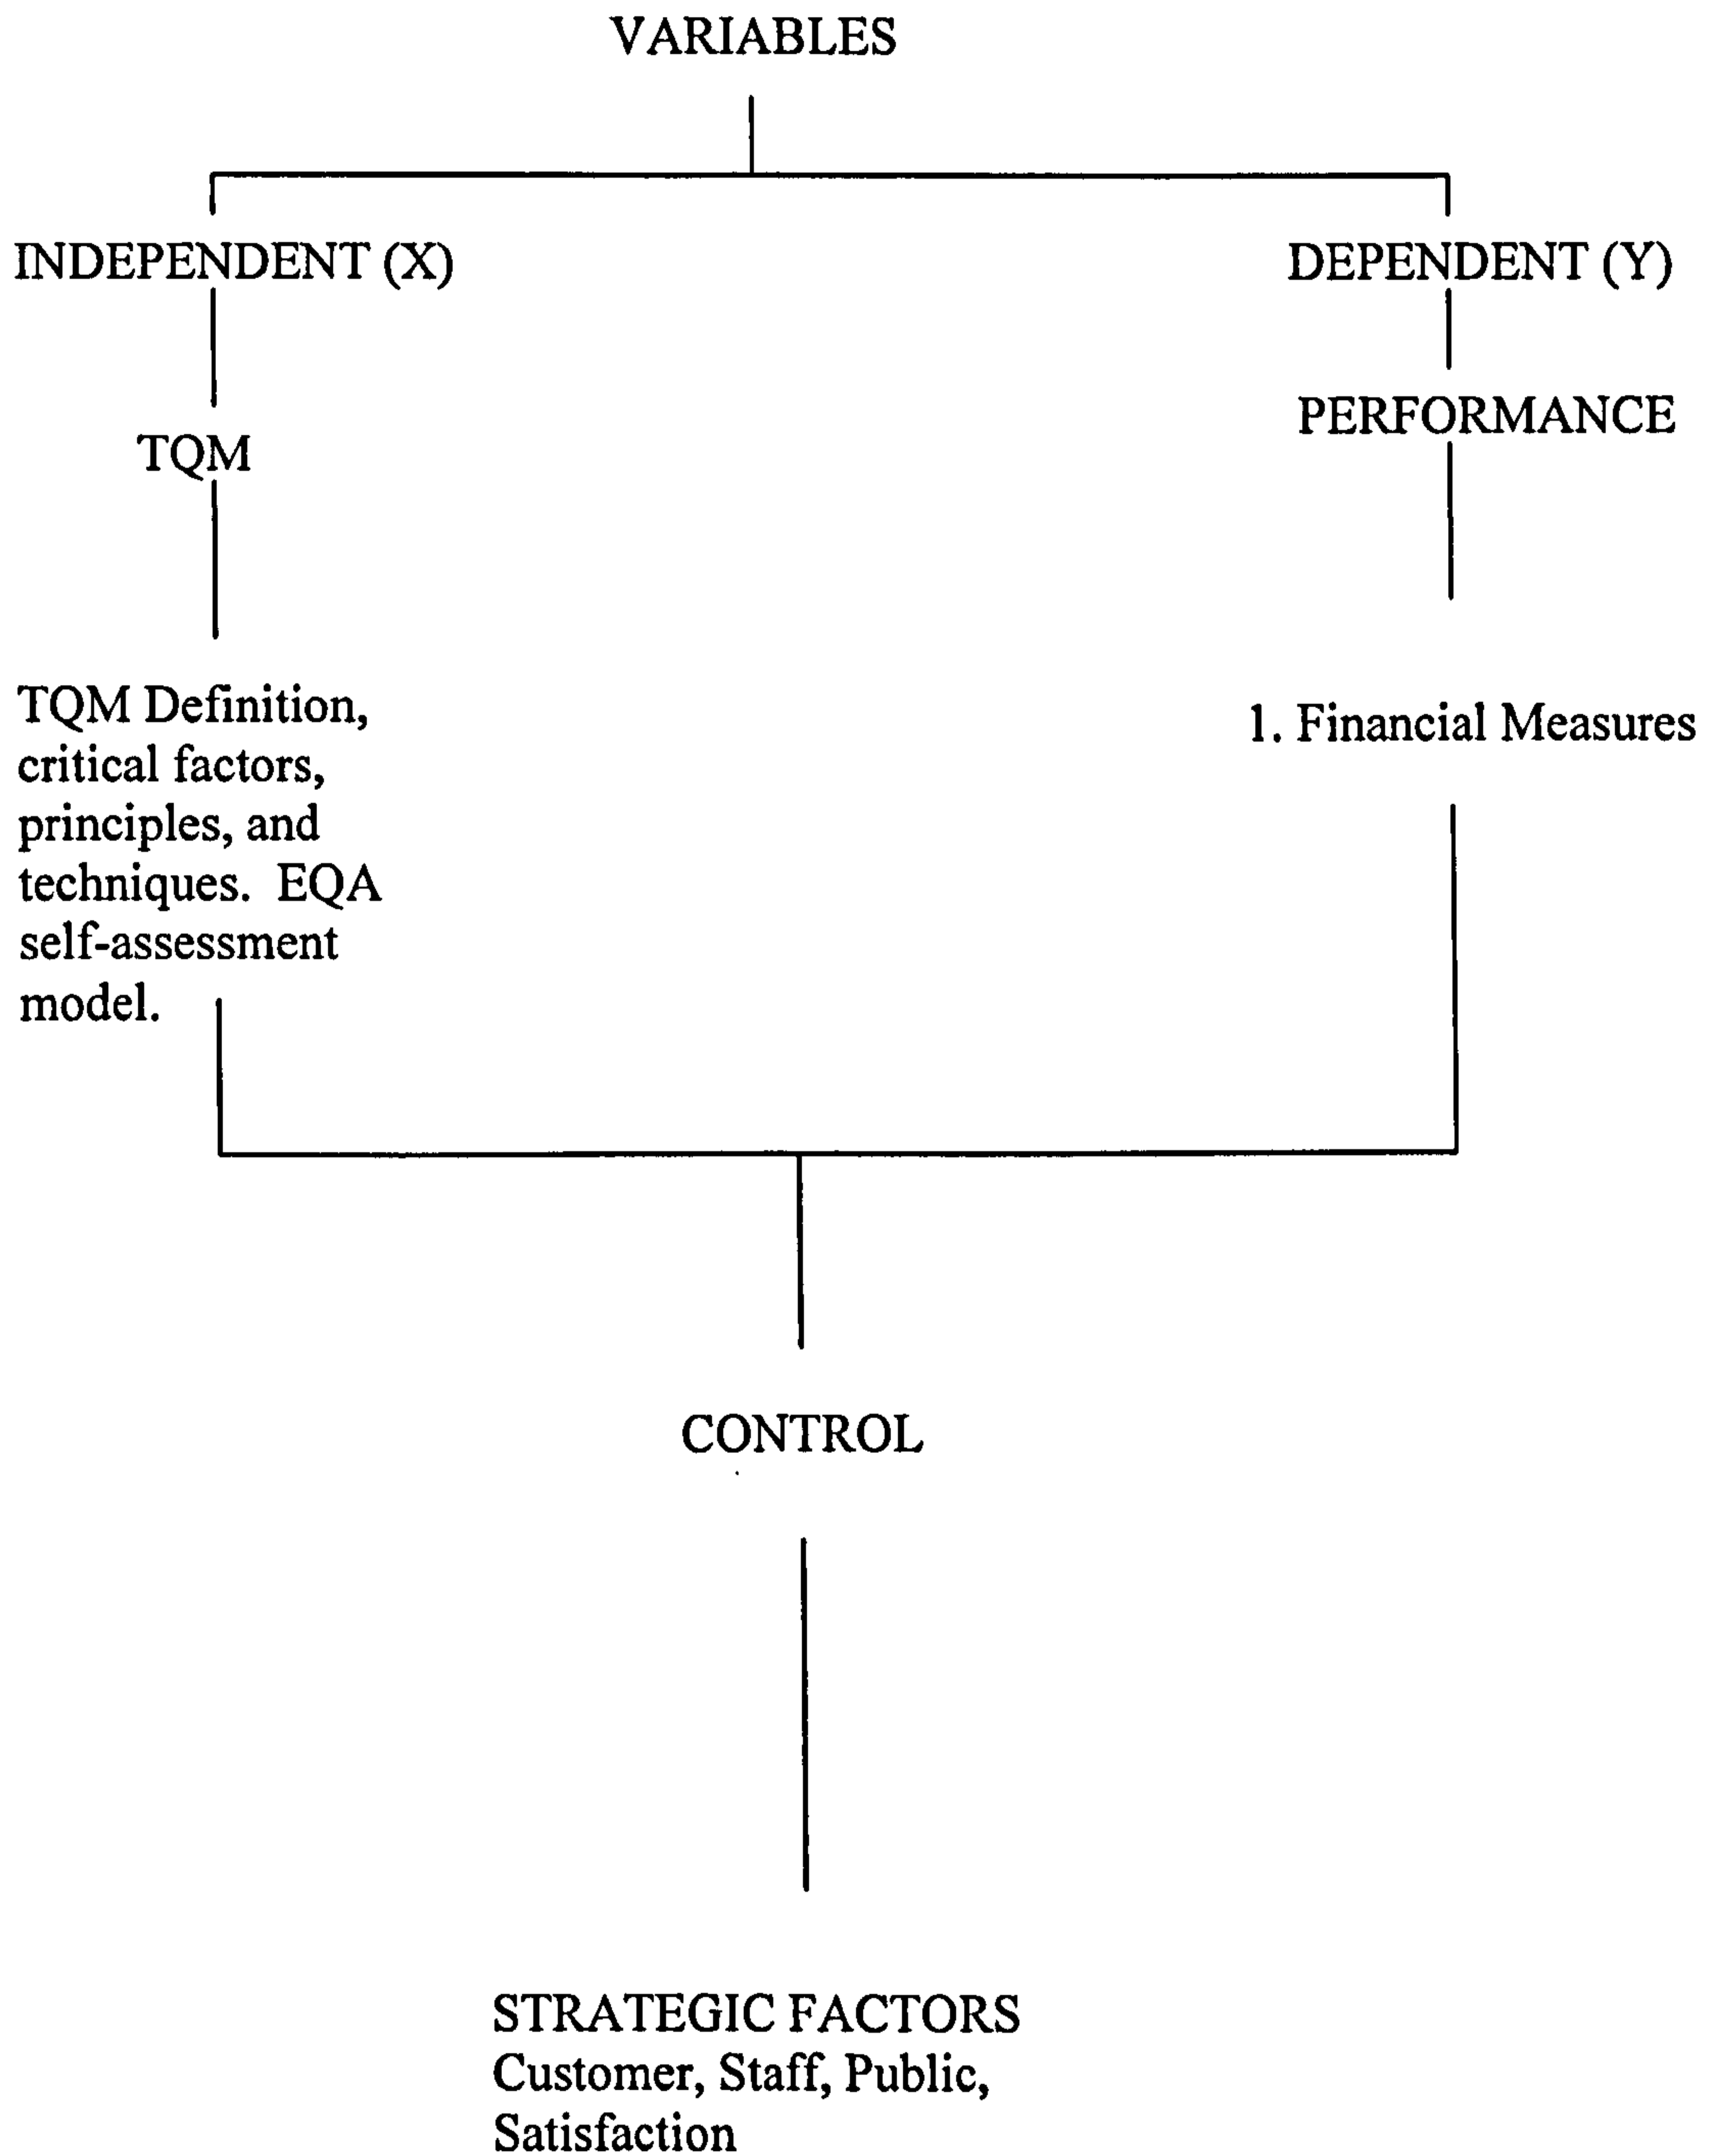 VARIABLES
INDEPENDENT (X)
DEPENDENT (Y)
TQM
PERFORMANCE
TQM Definition,
critical factors,
principles, and
techniques. EQA
self-assessment
model.
1. Financial Measures
CONTROL
STRATEGIC FACTORS
Customer, Staff, Public,
Satisfaction